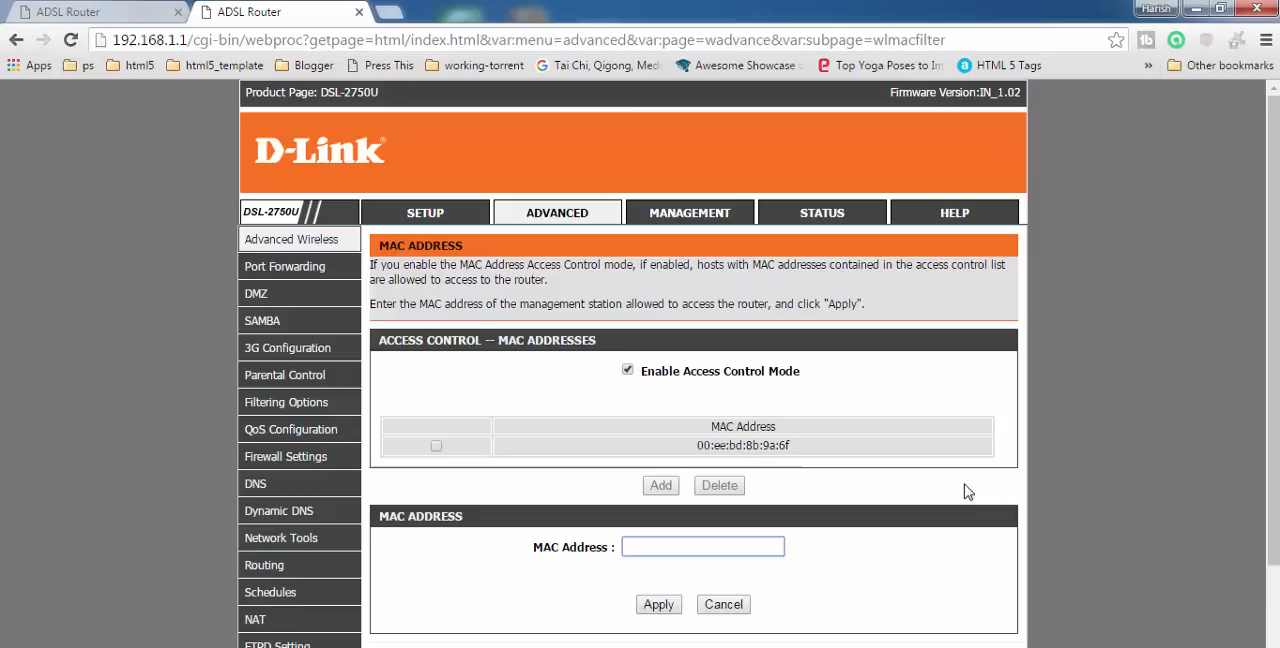 ADSL Router
ADSL Router
Harish
192.168.1.1/cgi-bin/webproc?getpage=html/index.html&var:menu=advanced&var:page=wadvance&var:subpage=wlmacfilter
Apps ps html5 html5_template Blogger Press This working-torrent Tai Chi, Qigong, Med Awesome Showcase Top Yoga Poses to Im HTML 5 Tags » Other bookmarks
Product Page: DSL-2750U
Firmware Version:IN_1.02
D-Link
DSL-2750U
SETUP ADVANCED MANAGEMENT STATUS HELP
Advanced Wireless
Port Forwarding
DMZ
SAMBA
3G Configuration
Parental Control
Filtering Options
QoS Configuration
Firewall Settings
DNS
Dynamic DNS
Network Tools
Routing
Schedules
NAT
FTPD Setting
MAC ADDRESS
If you enable the MAC Address Access Control mode, if enabled, hosts with MAC addresses contained in the access control list
are allowed to access to the router.
Enter the MAC address of the management station allowed to access the router, and click "Apply".
ACCESS CONTROL -- MAC ADDRESSES
Enable Access Control Mode
MAC Address
00:ee:bd:8b:9a:6f
Add Delete
MAC ADDRESS
MAC Address :
Apply Cancel